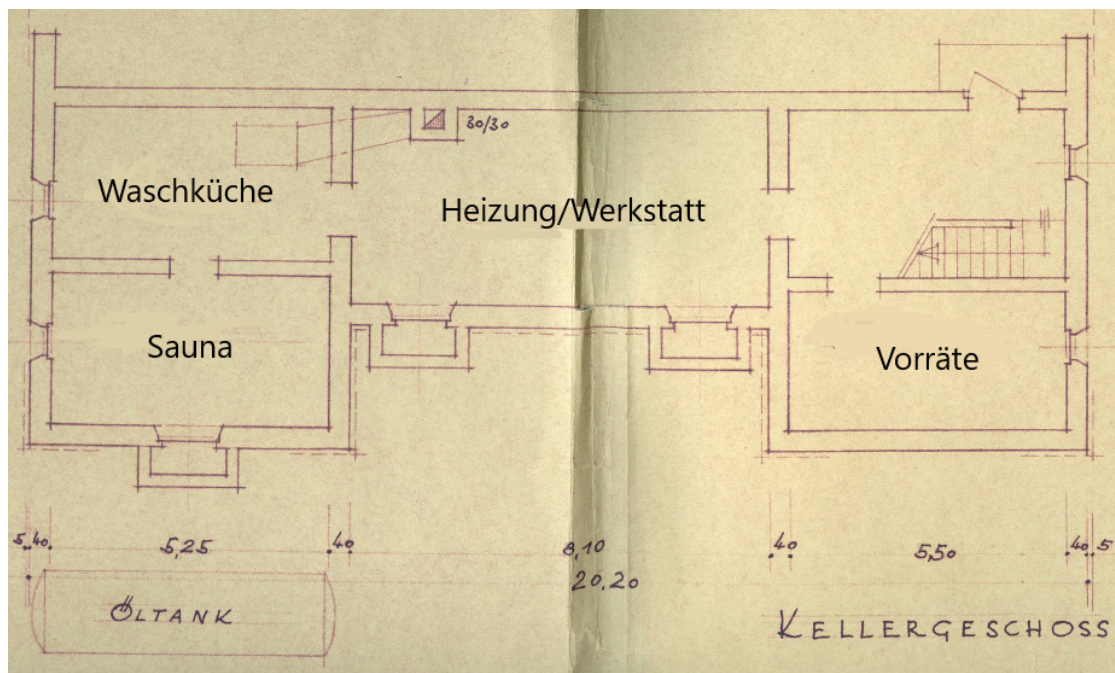 30/30
Waschküche
Heizung/Werkstatt
Sauna
Vorräte
5 40 5,25 40 8,10 40 5,50 40 5
20,20
ÖLTANK
KELLERGESCHOSS